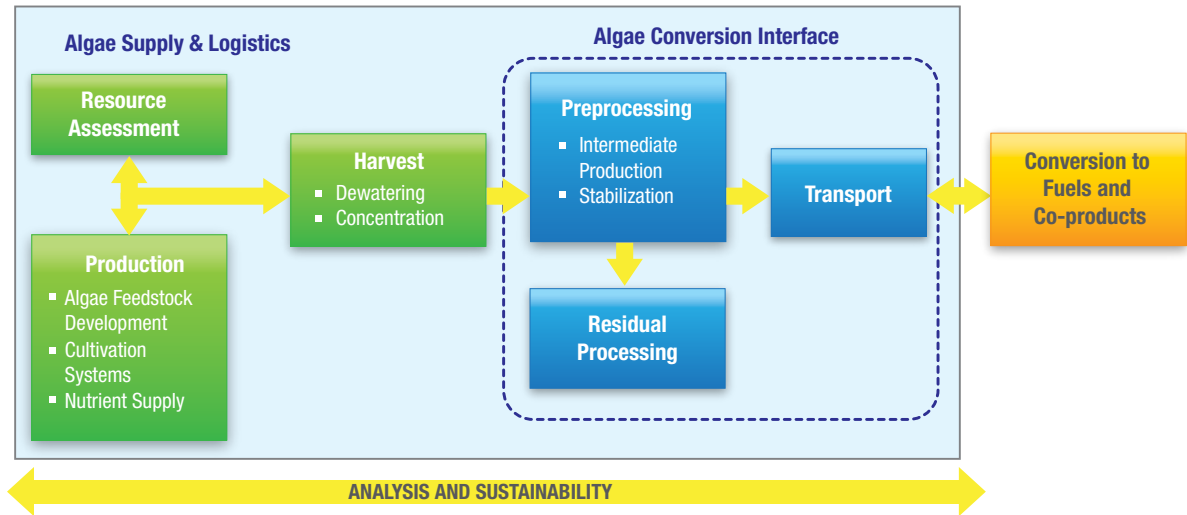 Algae Supply & Logistics
Algae Conversion Interface
Resource
Assessment
Production
▪ Algae Feedstock
Development
▪ Cultivation
Systems
▪ Nutrient Supply
Harvest
▪ Dewatering
▪ Concentration
Preprocessing
▪ Intermediate
Production
▪ Stabilization
Residual
Processing
Transport
Conversion to
Fuels and
Co-products
ANALYSIS AND SUSTAINABILITY